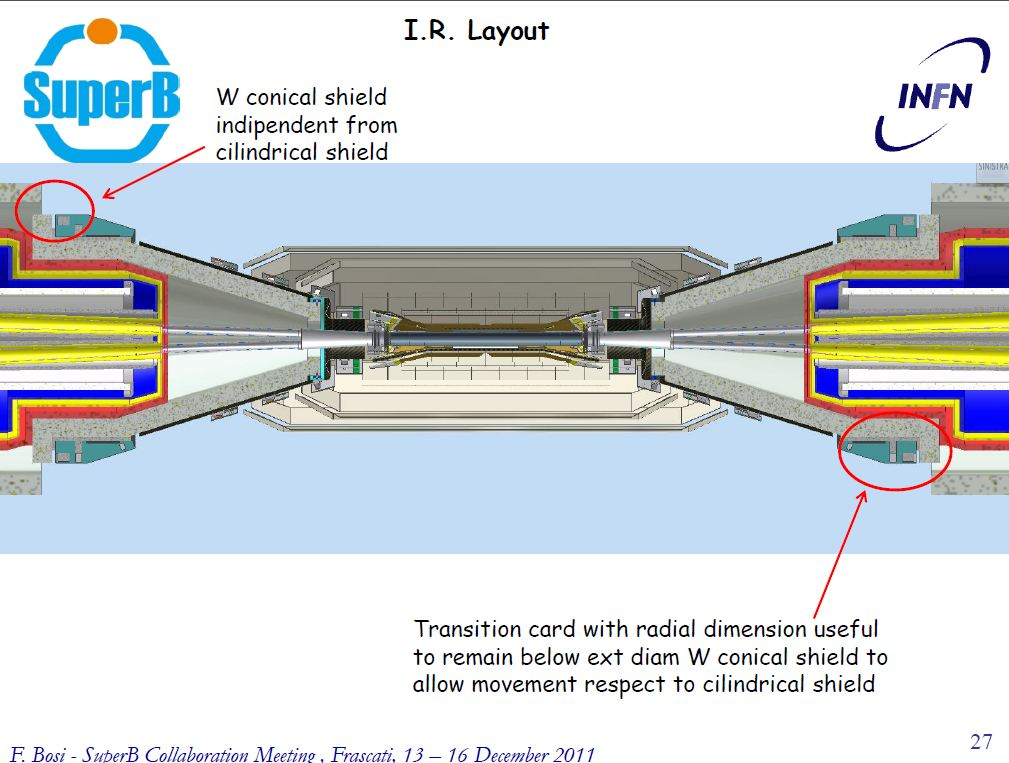 I.R. Layout
SuperB
INFN
W conical shield
indipendent from
cilindrical shield
SINISTRA
Transition card with radial dimension useful
to remain below ext diam W conical shield to
allow movement respect to cilindrical shield
27
F. Bosi - SuperB Collaboration Meeting , Frascati, 13 – 16 December 2011